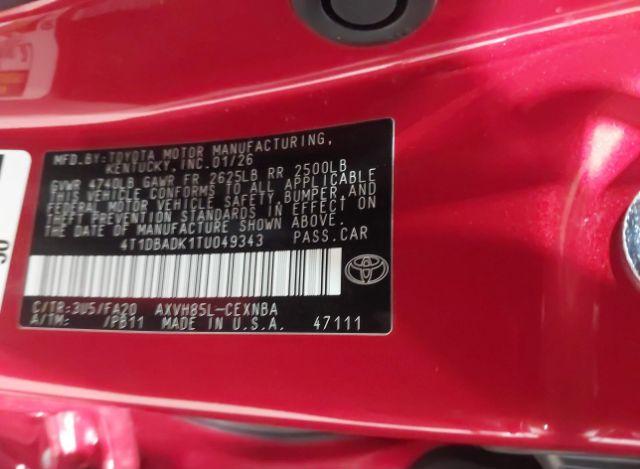 MFD.BY:TOYOTA MOTOR MANUFACTURING,
KENTUCKY, INC.01/26
GVWR 4740LB GAWR FR 2625LB RR 2500LB
THIS VEHICLE CONFORMS TO ALL APPLICABLE
FEDERAL MOTOR VEHICLE SAFETY,BUMPER,AND
THEFT PREVENTION STANDARDS IN EFFECT ON
THE DATE OF MANUFACTURE SHOWN ABOVE.
4T1DBADK1TU049343 PASS.CAR
C/TR:3U5/FA20 AXVH85L-CEXNBA
A/TM: /PB11 MADE IN U.S.A. 47111